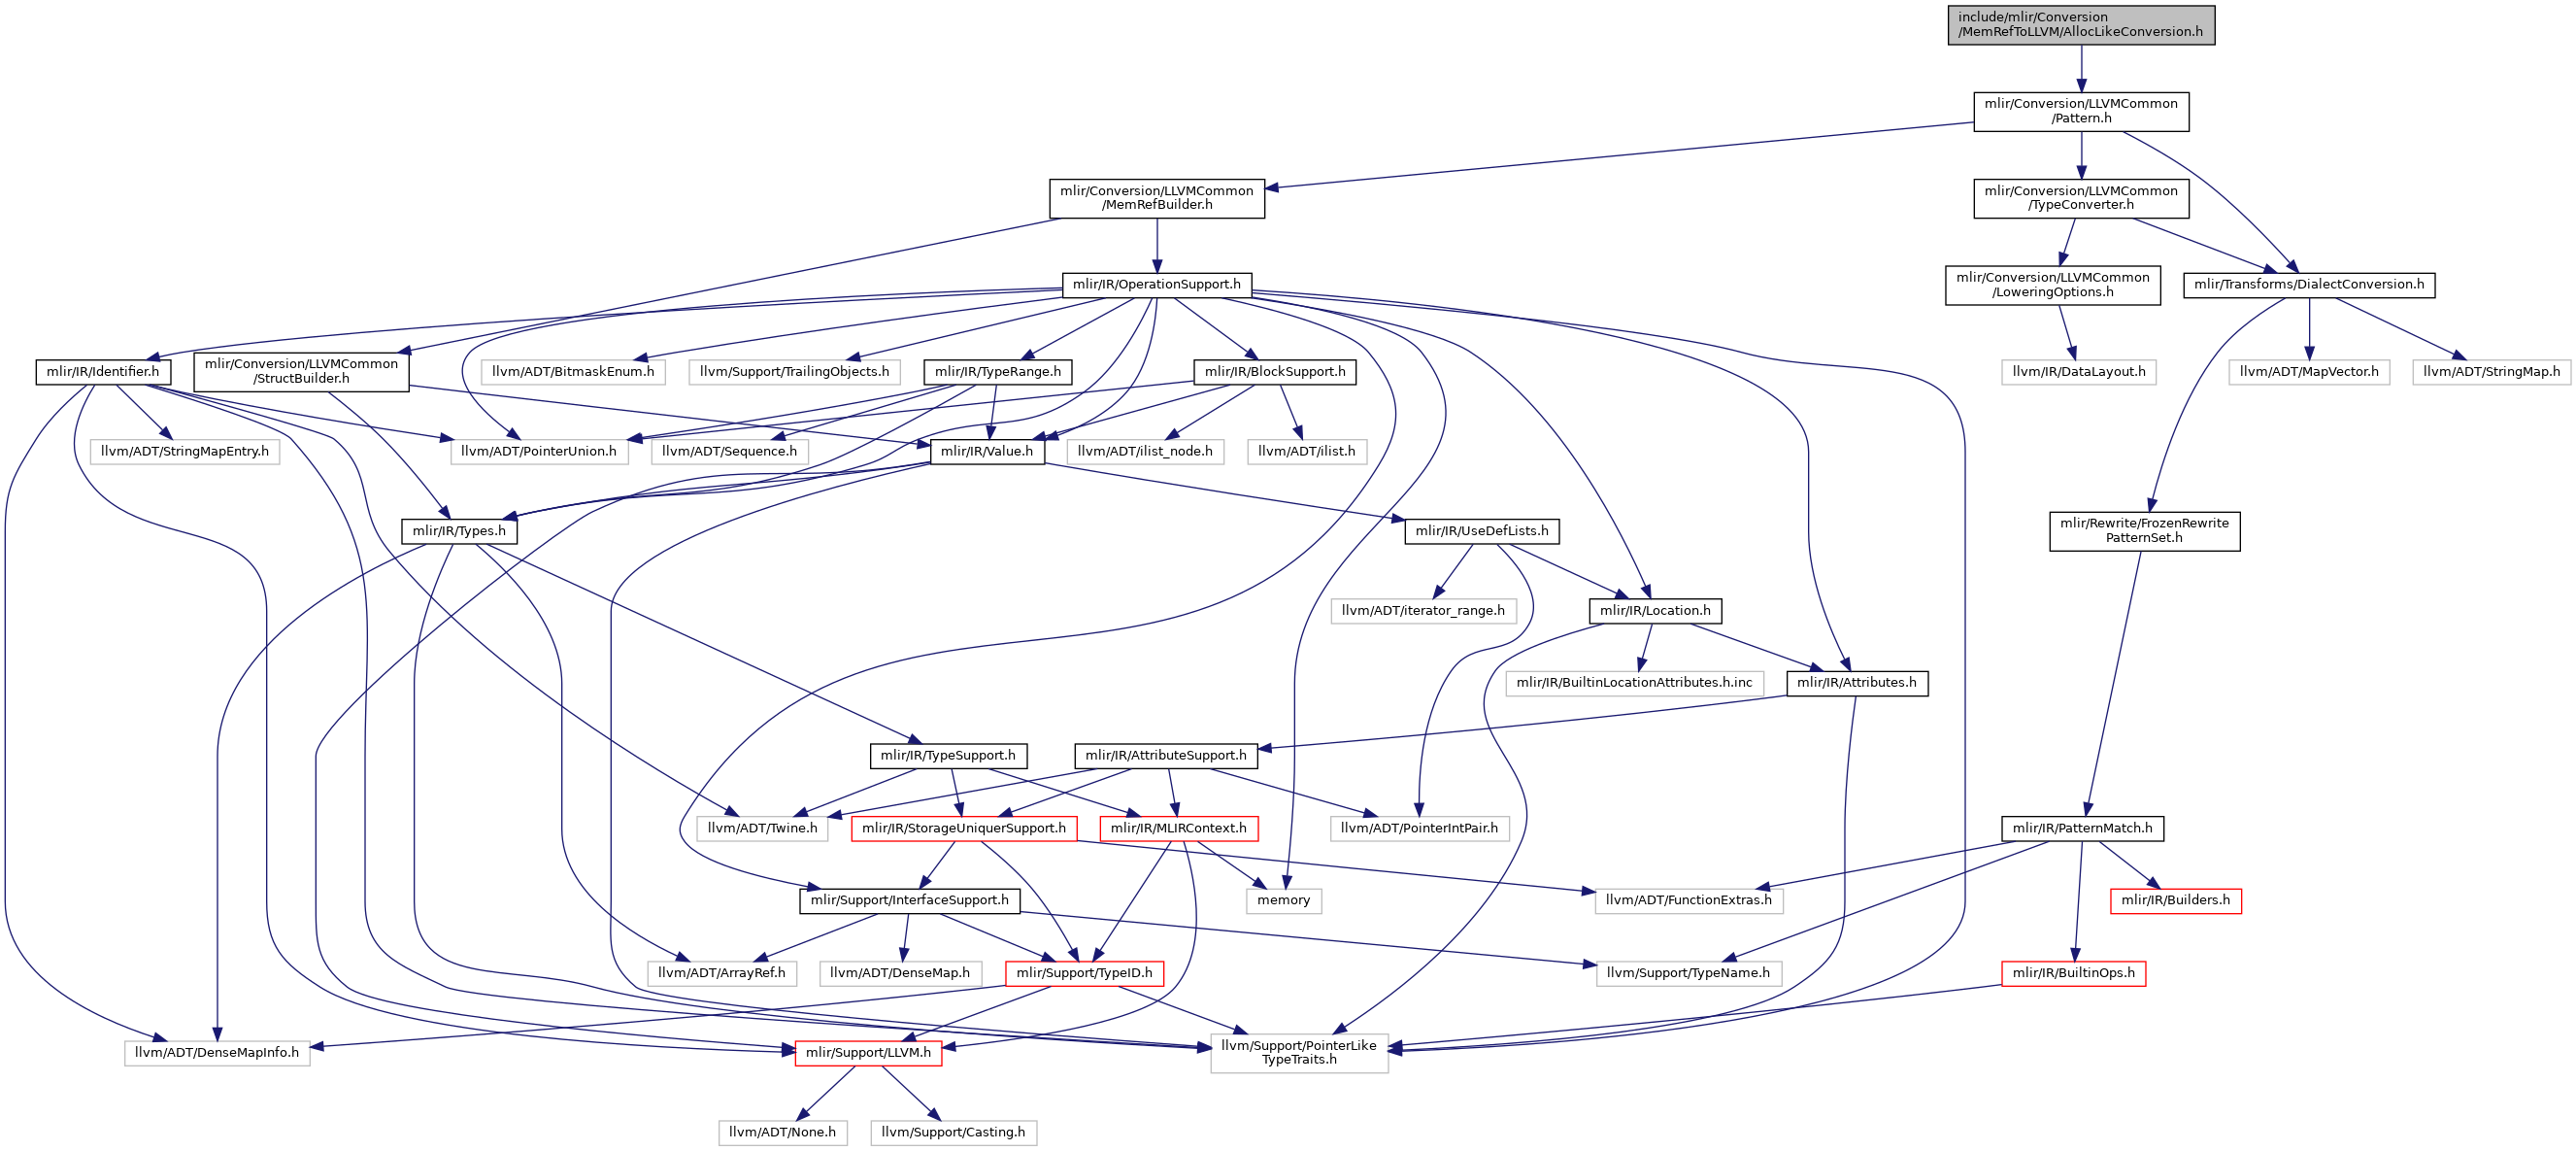 include/mlir/Conversion
/MemRefToLLVM/AllocLikeConversion.h
mlir/Conversion/LLVMCommon
/Pattern.h
mlir/Conversion/LLVMCommon
/MemRefBuilder.h
mlir/Conversion/LLVMCommon
/TypeConverter.h
mlir/IR/OperationSupport.h
mlir/Conversion/LLVMCommon
/LoweringOptions.h
mlir/Transforms/DialectConversion.h
mlir/IR/Identifier.h
mlir/Conversion/LLVMCommon
/StructBuilder.h
llvm/ADT/BitmaskEnum.h
llvm/Support/TrailingObjects.h
mlir/IR/TypeRange.h
mlir/IR/BlockSupport.h
llvm/IR/DataLayout.h
llvm/ADT/MapVector.h
llvm/ADT/StringMap.h
llvm/ADT/StringMapEntry.h
llvm/ADT/PointerUnion.h
llvm/ADT/Sequence.h
mlir/IR/Value.h
llvm/ADT/ilist_node.h
llvm/ADT/ilist.h
mlir/IR/Types.h
mlir/IR/UseDefLists.h
mlir/Rewrite/FrozenRewrite
PatternSet.h
llvm/ADT/iterator_range.h
mlir/IR/Location.h
mlir/IR/BuiltinLocationAttributes.h.inc
mlir/IR/Attributes.h
mlir/IR/TypeSupport.h
mlir/IR/AttributeSupport.h
llvm/ADT/Twine.h
mlir/IR/StorageUniquerSupport.h
mlir/IR/MLIRContext.h
llvm/ADT/PointerIntPair.h
mlir/IR/PatternMatch.h
mlir/Support/InterfaceSupport.h
memory
llvm/ADT/FunctionExtras.h
mlir/IR/Builders.h
llvm/ADT/ArrayRef.h
llvm/ADT/DenseMap.h
mlir/Support/TypeID.h
llvm/Support/TypeName.h
mlir/IR/BuiltinOps.h
llvm/ADT/DenseMapInfo.h
mlir/Support/LLVM.h
llvm/Support/PointerLike
TypeTraits.h
llvm/ADT/None.h
llvm/Support/Casting.h